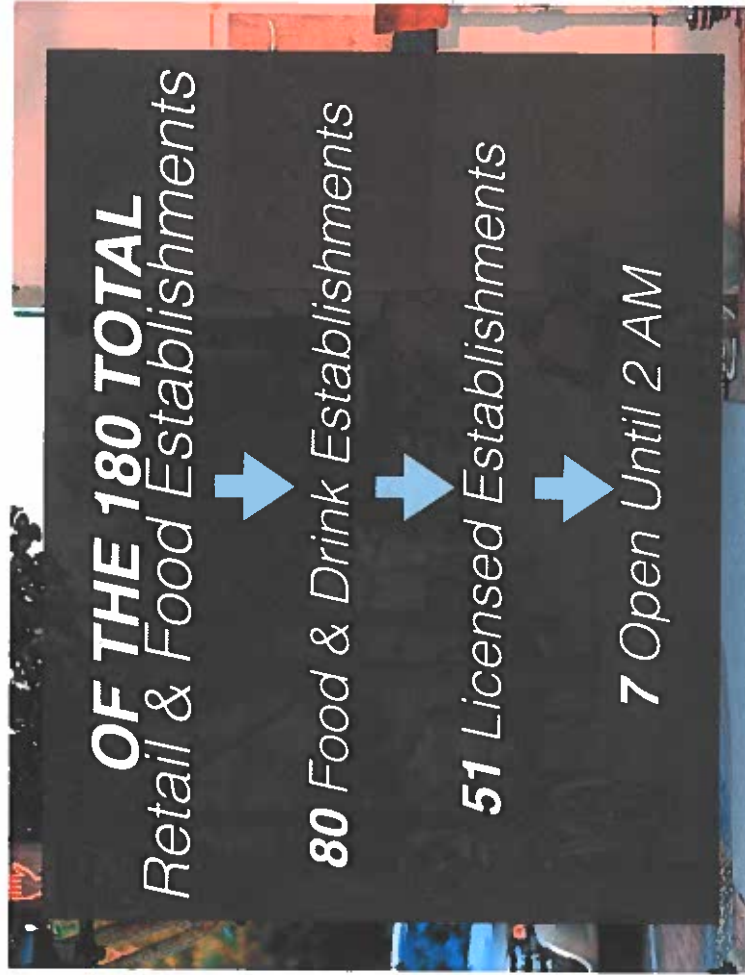 OF THE 180 TOTAL
Retail & Food Establishments
80 Food & Drink Establishments
51 Licensed Establishments
7 Open Until 2 AM